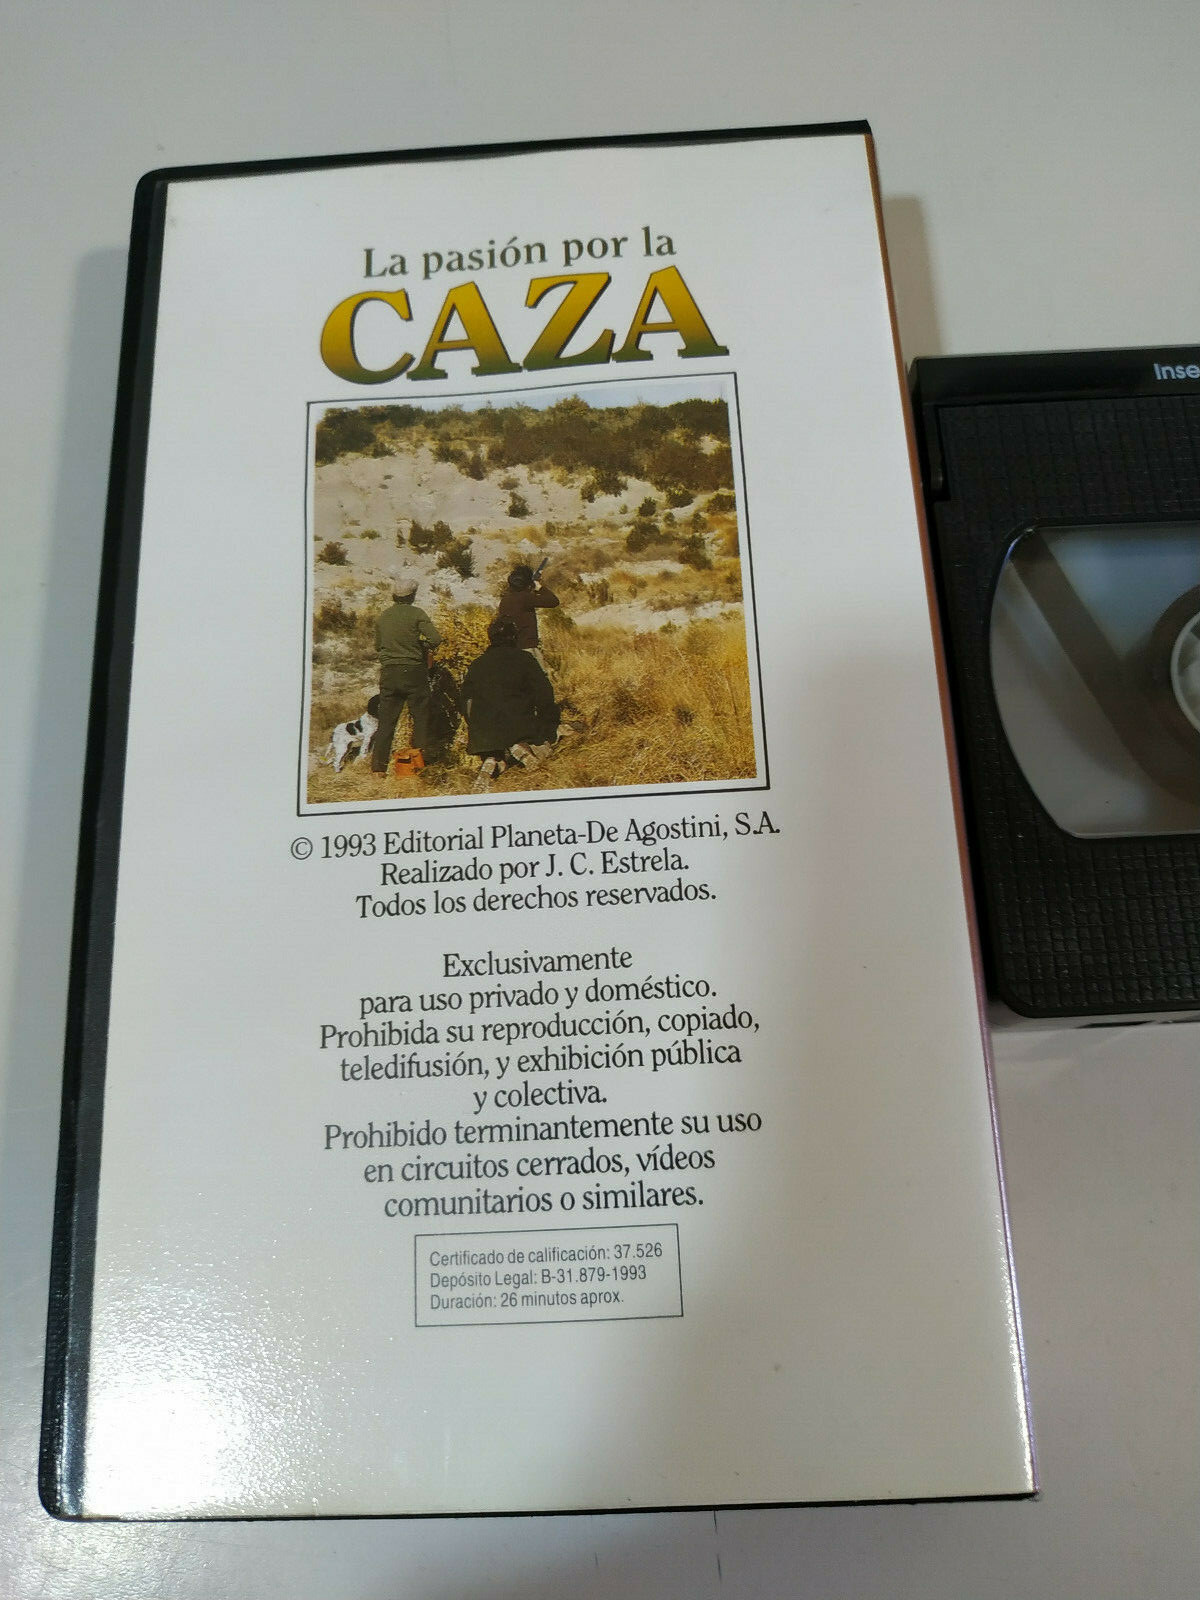 La pasión por la
CAZA
© 1993 Editorial Planeta-De Agostini, S.A.
Realizado por J. C. Estrela.
Todos los derechos reservados.
Exclusivamente
para uso privado y doméstico.
Prohibida su reproducción, copiado,
teledifusión, y exhibición pública
y colectiva.
Prohibido terminantemente su uso
en circuitos cerrados, vídeos
comunitarios o similares.
Certificado de calificación: 37.526
Depósito Legal: B-31.879-1993
Duración: 26 minutos aprox.
Inse